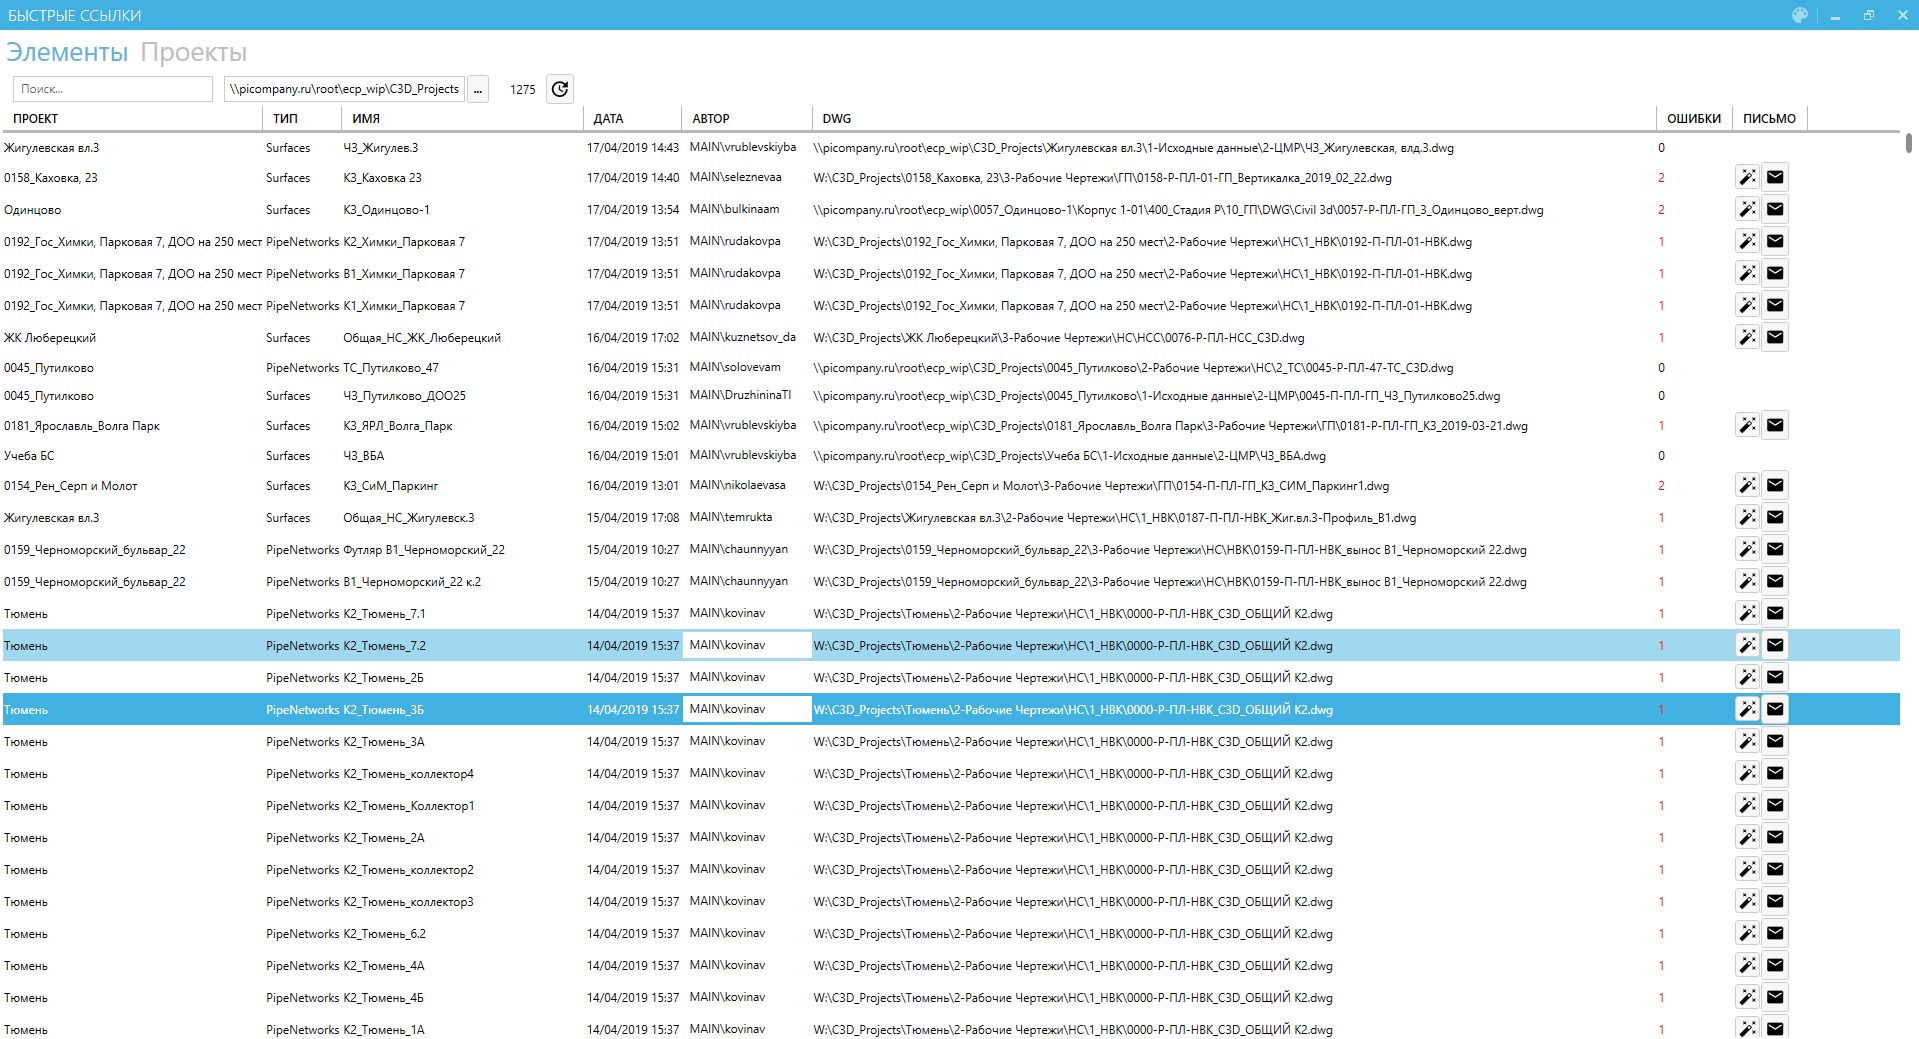 БЫСТРЫЕ ССЫЛКИ
Элементы Проекты
Поиск... \\picompany.ru\root\ecp_wip\C3D_Projects ... 1275
ПРОЕКТ ТИП ИМЯ ДАТА АВТОР DWG ОШИБКИ ПИСЬМО
Жигулевская вл.3 Surfaces ЧЗ_Жигулев.3 17/04/2019 14:43 MAIN\vrublevskiyba \\picompany.ru\root\ecp_wip\C3D_Projects\Жигулевская вл.3\1-Исходные данные\2-ЦМР\ЧЗ_Жигулевская, влд.3.dwg 0
0158_Каховка, 23 Surfaces КЗ_Каховка 23 17/04/2019 14:40 MAIN\seleznevaa W:\C3D_Projects\0158_Каховка, 23\3-Рабочие Чертежи\ГП\0158-Р-ПЛ-01-ГП_Вертикалка_2019_02_22.dwg 2
Одинцово Surfaces КЗ_Одинцово-1 17/04/2019 13:54 MAIN\bulkinaam \\picompany.ru\root\ecp_wip\0057_Одинцово-1\Корпус 1-01\400_Стадия Р\10_ГП\DWG\Civil 3d\0057-Р-ПЛ-ГП_3_Одинцово_верт.dwg 2
0192_Гос_Химки, Парковая 7, ДОО на 250 мест PipeNetworks К2_Химки_Парковая 7 17/04/2019 13:51 MAIN\rudakovpa W:\C3D_Projects\0192_Гос_Химки, Парковая 7, ДОО на 250 мест\2-Рабочие Чертежи\НС\1_НВК\0192-П-ПЛ-01-НВК.dwg 1
0192_Гос_Химки, Парковая 7, ДОО на 250 мест PipeNetworks В1_Химки_Парковая 7 17/04/2019 13:51 MAIN\rudakovpa W:\C3D_Projects\0192_Гос_Химки, Парковая 7, ДОО на 250 мест\2-Рабочие Чертежи\НС\1_НВК\0192-П-ПЛ-01-НВК.dwg 1
0192_Гос_Химки, Парковая 7, ДОО на 250 мест PipeNetworks К1_Химки_Парковая 7 17/04/2019 13:51 MAIN\rudakovpa W:\C3D_Projects\0192_Гос_Химки, Парковая 7, ДОО на 250 мест\2-Рабочие Чертежи\НС\1_НВК\0192-П-ПЛ-01-НВК.dwg 1
ЖК Люберецкий Surfaces Общая_НС_ЖК_Люберецкий 16/04/2019 17:02 MAIN\kuznetsov_da W:\C3D_Projects\ЖК Люберецкий\3-Рабочие Чертежи\НС\НСС\0076-Р-ПЛ-НСС_C3D.dwg 1
0045_Путилково PipeNetworks ТС_Путилково_47 16/04/2019 15:31 MAIN\solovevam \\picompany.ru\root\ecp_wip\C3D_Projects\0045_Путилково\2-Рабочие Чертежи\НС\2_ТС\0045-Р-ПЛ-47-ТС_C3D.dwg 0
0045_Путилково Surfaces ЧЗ_Путилково_ДОО25 16/04/2019 15:31 MAIN\DruzhininaTI \\picompany.ru\root\ecp_wip\C3D_Projects\0045_Путилково\1-Исходные данные\2-ЦМР\0045-П-ПЛ-ГП_ЧЗ_Путилково25.dwg 0
0181_Ярославль_Волга Парк Surfaces КЗ_ЯРЛ_Волга_Парк 16/04/2019 15:02 MAIN\vrublevskiyba \\picompany.ru\root\ecp_wip\C3D_Projects\0181_Ярославль_Волга Парк\3-Рабочие Чертежи\ГП\0181-Р-ПЛ-ГП_КЗ_2019-03-21.dwg 1
Учеба БС Surfaces ЧЗ_ВБА 16/04/2019 15:01 MAIN\vrublevskiyba \\picompany.ru\root\ecp_wip\C3D_Projects\Учеба БС\1-Исходные данные\2-ЦМР\ЧЗ_ВБА.dwg 0
0154_Рен_Серп и Молот Surfaces КЗ_СиМ_Паркинг 16/04/2019 13:01 MAIN\nikolaevasa W:\C3D_Projects\0154_Рен_Серп и Молот\3-Рабочие Чертежи\ГП\0154-П-ПЛ-ГП_КЗ_СИМ_Паркинг1.dwg 2
Жигулевская вл.3 Surfaces Общая_НС_Жигулевск.3 15/04/2019 17:08 MAIN\temrukta W:\C3D_Projects\Жигулевская вл.3\2-Рабочие Чертежи\НС\1_НВК\0187-П-ПЛ-НВК_Жиг.вл.3-Профиль_В1.dwg 1
0159_Черноморский_бульвар_22 PipeNetworks Футляр В1_Черноморский_22 15/04/2019 10:27 MAIN\chaunnyyan W:\C3D_Projects\0159_Черноморский_бульвар_22\3-Рабочие Чертежи\НС\НВК\0159-П-ПЛ-НВК_вынос В1_Черноморский 22.dwg 1
0159_Черноморский_бульвар_22 PipeNetworks В1_Черноморский_22 к.2 15/04/2019 10:27 MAIN\chaunnyyan W:\C3D_Projects\0159_Черноморский_бульвар_22\3-Рабочие Чертежи\НС\НВК\0159-П-ПЛ-НВК_вынос В1_Черноморский 22.dwg 1
Тюмень PipeNetworks К2_Тюмень_7.1 14/04/2019 15:37 MAIN\kovinav W:\C3D_Projects\Тюмень\2-Рабочие Чертежи\НС\1_НВК\0000-Р-ПЛ-НВК_C3D_ОБЩИЙ К2.dwg 1
Тюмень PipeNetworks К2_Тюмень_7.2 14/04/2019 15:37 MAIN\kovinav W:\C3D_Projects\Тюмень\2-Рабочие Чертежи\НС\1_НВК\0000-Р-ПЛ-НВК_C3D_ОБЩИЙ К2.dwg 1
Тюмень PipeNetworks К2_Тюмень_2Б 14/04/2019 15:37 MAIN\kovinav W:\C3D_Projects\Тюмень\2-Рабочие Чертежи\НС\1_НВК\0000-Р-ПЛ-НВК_C3D_ОБЩИЙ К2.dwg 1
Тюмень PipeNetworks К2_Тюмень_3Б 14/04/2019 15:37 MAIN\kovinav W:\C3D_Projects\Тюмень\2-Рабочие Чертежи\НС\1_НВК\0000-Р-ПЛ-НВК_C3D_ОБЩИЙ К2.dwg 1
Тюмень PipeNetworks К2_Тюмень_3А 14/04/2019 15:37 MAIN\kovinav W:\C3D_Projects\Тюмень\2-Рабочие Чертежи\НС\1_НВК\0000-Р-ПЛ-НВК_C3D_ОБЩИЙ К2.dwg 1
Тюмень PipeNetworks К2_Тюмень_коллектор4 14/04/2019 15:37 MAIN\kovinav W:\C3D_Projects\Тюмень\2-Рабочие Чертежи\НС\1_НВК\0000-Р-ПЛ-НВК_C3D_ОБЩИЙ К2.dwg 1
Тюмень PipeNetworks К2_Тюмень_Коллектор1 14/04/2019 15:37 MAIN\kovinav W:\C3D_Projects\Тюмень\2-Рабочие Чертежи\НС\1_НВК\0000-Р-ПЛ-НВК_C3D_ОБЩИЙ К2.dwg 1
Тюмень PipeNetworks К2_Тюмень_2А 14/04/2019 15:37 MAIN\kovinav W:\C3D_Projects\Тюмень\2-Рабочие Чертежи\НС\1_НВК\0000-Р-ПЛ-НВК_C3D_ОБЩИЙ К2.dwg 1
Тюмень PipeNetworks К2_Тюмень_коллектор2 14/04/2019 15:37 MAIN\kovinav W:\C3D_Projects\Тюмень\2-Рабочие Чертежи\НС\1_НВК\0000-Р-ПЛ-НВК_C3D_ОБЩИЙ К2.dwg 1
Тюмень PipeNetworks К2_Тюмень_коллектор3 14/04/2019 15:37 MAIN\kovinav W:\C3D_Projects\Тюмень\2-Рабочие Чертежи\НС\1_НВК\0000-Р-ПЛ-НВК_C3D_ОБЩИЙ К2.dwg 1
Тюмень PipeNetworks К2_Тюмень_6.2 14/04/2019 15:37 MAIN\kovinav W:\C3D_Projects\Тюмень\2-Рабочие Чертежи\НС\1_НВК\0000-Р-ПЛ-НВК_C3D_ОБЩИЙ К2.dwg 1
Тюмень PipeNetworks К2_Тюмень_4А 14/04/2019 15:37 MAIN\kovinav W:\C3D_Projects\Тюмень\2-Рабочие Чертежи\НС\1_НВК\0000-Р-ПЛ-НВК_C3D_ОБЩИЙ К2.dwg 1
Тюмень PipeNetworks К2_Тюмень_4Б 14/04/2019 15:37 MAIN\kovinav W:\C3D_Projects\Тюмень\2-Рабочие Чертежи\НС\1_НВК\0000-Р-ПЛ-НВК_C3D_ОБЩИЙ К2.dwg 1
Тюмень PipeNetworks К2_Тюмень_1А 14/04/2019 15:37 MAIN\kovinav W:\C3D_Projects\Тюмень\2-Рабочие Чертежи\НС\1_НВК\0000-Р-ПЛ-НВК_C3D_ОБЩИЙ К2.dwg 1